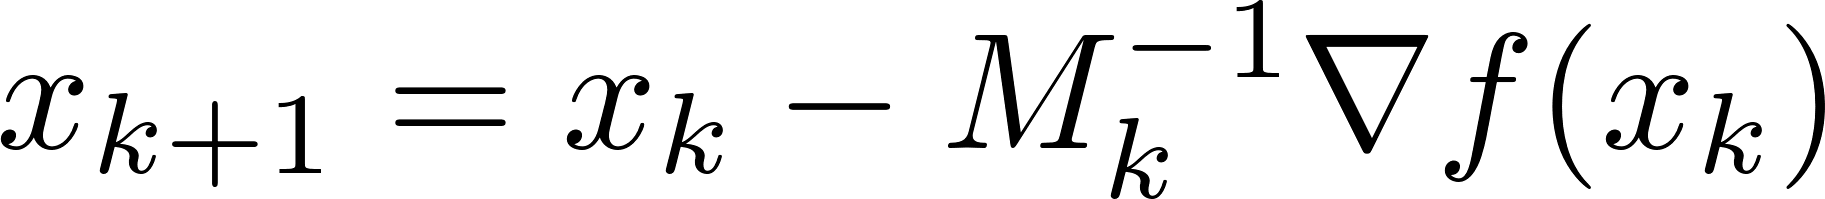 x_{k+1} = x_k − M_k^{−1}∇f(x_k)